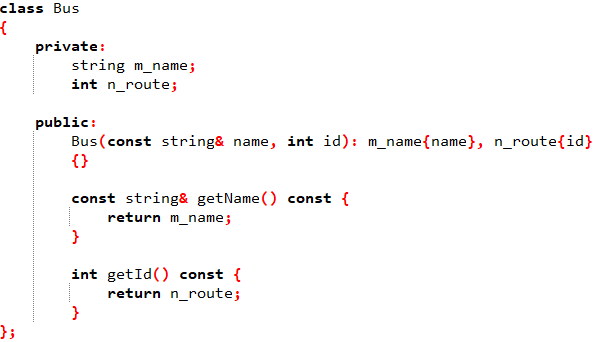 class Bus
{
    private:
        string m_name;
        int n_route;

    public:
        Bus(const string& name, int id): m_name{name}, n_route{id}
        {}

        const string& getName() const {
            return m_name;
        }

        int getId() const {
            return n_route;
        }
};